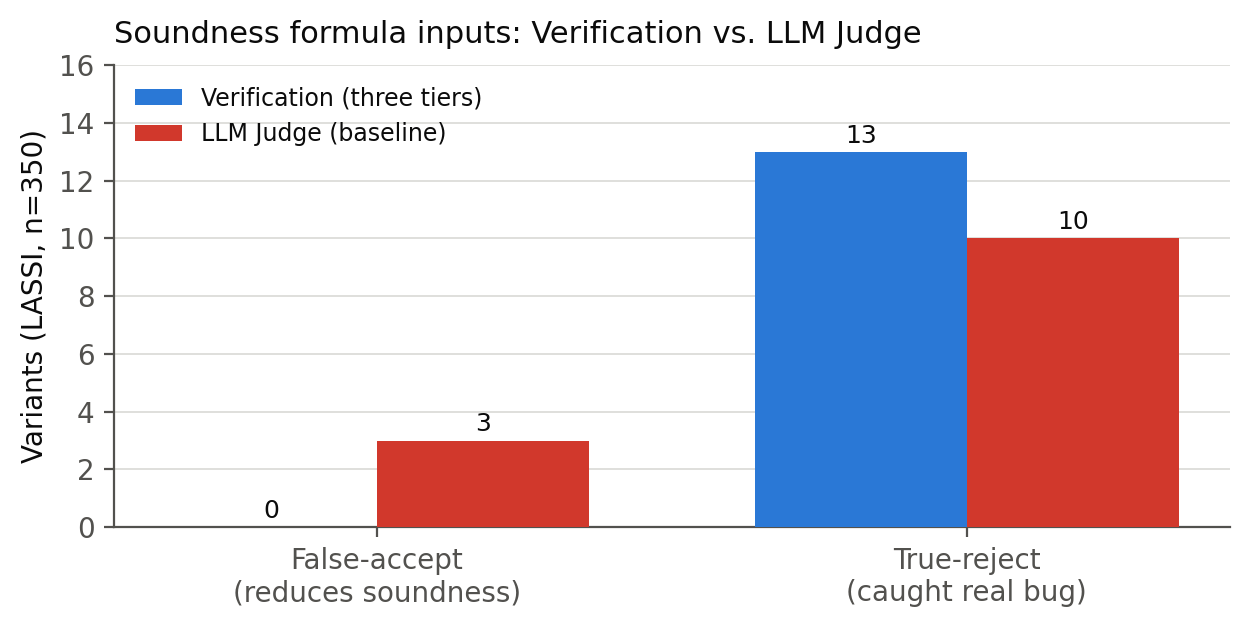 Soundness formula inputs: Verification vs. LLM Judge
Variants (LASSI, n=350)
16
14
12
10
8
6
4
2
0
Verification (three tiers)
LLM Judge (baseline)
0
3
13
10
False-accept
(reduces soundness)
True-reject
(caught real bug)